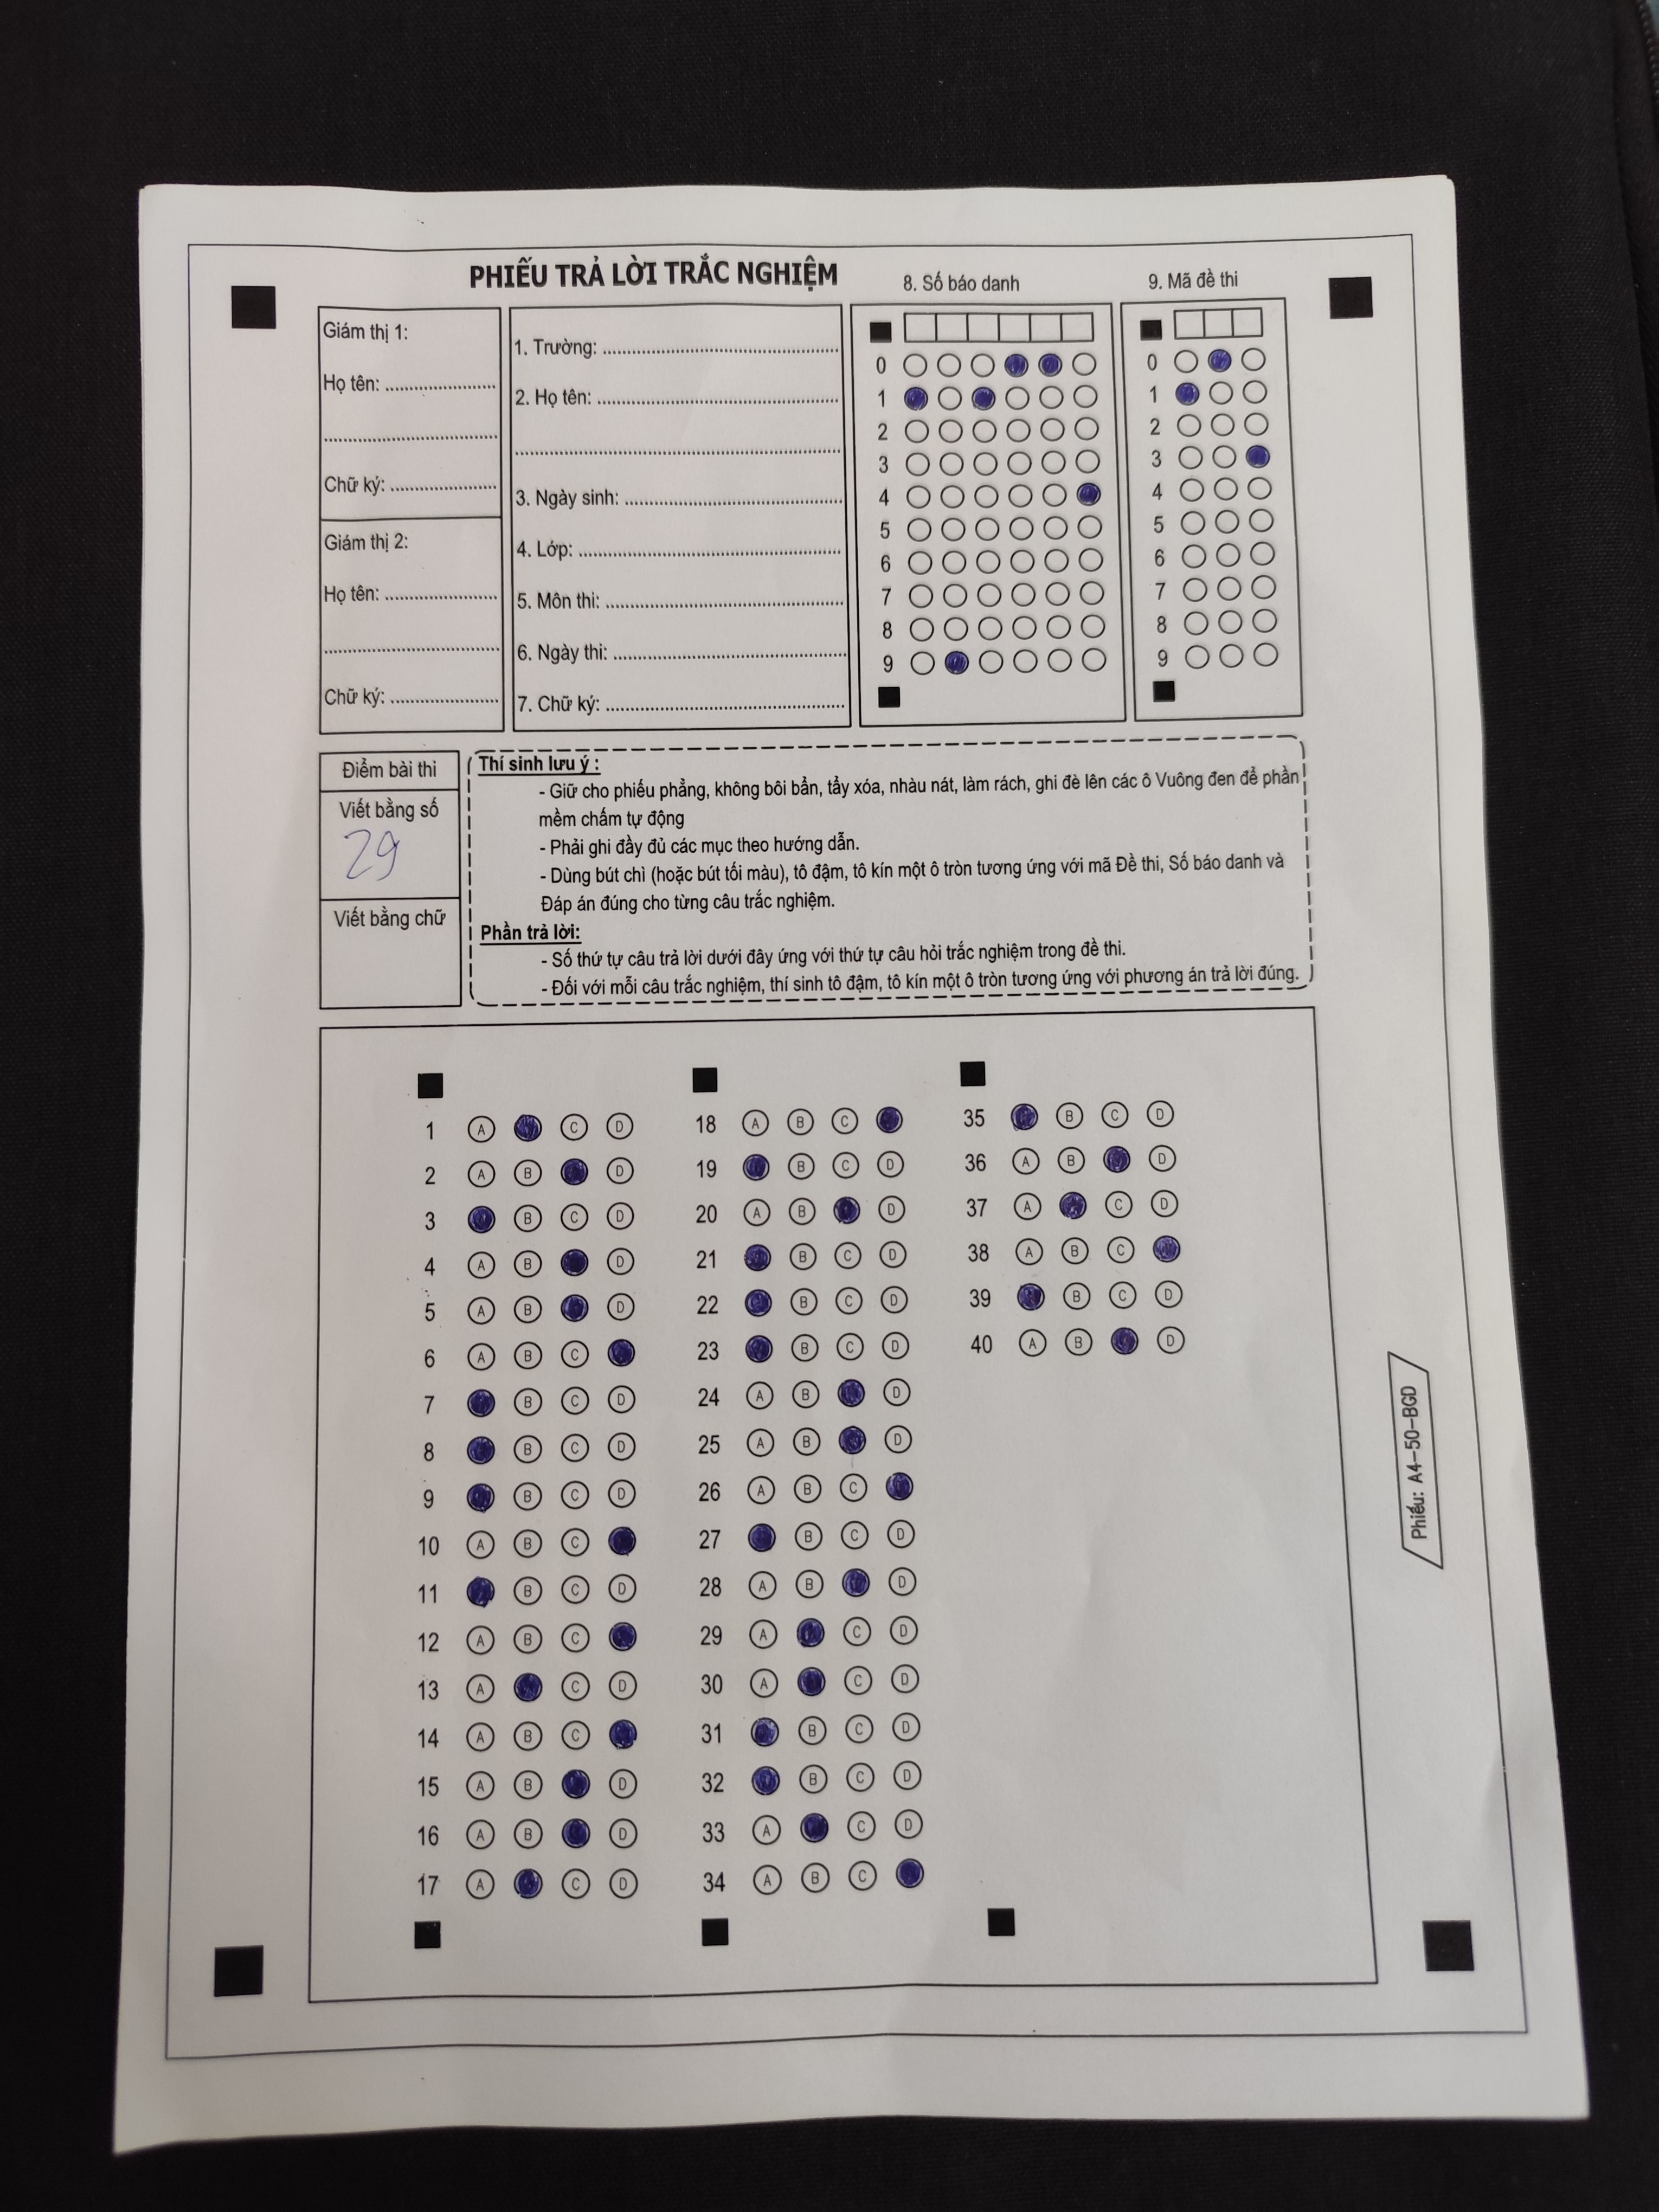 PHIẾU TRẢ LỜI TRẮC NGHIỆM
8. Số báo danh
9. Mã đề thi
Giám thị 1:
Họ tên: ......................
..................................
Chữ ký: .....................
Giám thị 2:
Họ tên: ......................
..................................
Chữ ký: .....................
1. Trường: ..............................................
2. Họ tên: ...............................................
...............................................................
3. Ngày sinh: ..........................................
4. Lớp: ....................................................
5. Môn thi: ..............................................
6. Ngày thi: .............................................
7. Chữ ký: ..............................................
0
1
2
3
4
5
6
7
8
9
0
1
2
3
4
5
6
7
8
9
Điểm bài thi
Viết bằng số
29
Viết bằng chữ
Thí sinh lưu ý :
- Giữ cho phiếu phẳng, không bôi bẩn, tẩy xóa, nhàu nát, làm rách, ghi đè lên các ô Vuông đen để phần
mềm chấm tự động
- Phải ghi đầy đủ các mục theo hướng dẫn.
- Dùng bút chì (hoặc bút tối màu), tô đậm, tô kín một ô tròn tương ứng với mã Đề thi, Số báo danh và
Đáp án đúng cho từng câu trắc nghiệm.
Phần trả lời:
- Số thứ tự câu trả lời dưới đây ứng với thứ tự câu hỏi trắc nghiệm trong đề thi.
- Đối với mỗi câu trắc nghiệm, thí sinh tô đậm, tô kín một ô tròn tương ứng với phương án trả lời đúng.
1 A C D
2 A B D
3 B C D
4 A B D
5 A B D
6 A B C
7 B C D
8 B C D
9 B C D
10 A B C
11 B C D
12 A B C
13 A C D
14 A B C
15 A B D
16 A B D
17 A C D
18 A B C
19 B C D
20 A B D
21 B C D
22 B C D
23 B C D
24 A B D
25 A B D
26 A B C
27 B C D
28 A B D
29 A C D
30 A C D
31 B C D
32 B C D
33 A C D
34 A B C
35 B C D
36 A B D
37 A C D
38 A B C
39 B C D
40 A B D
Phiếu: A4-50-BGD